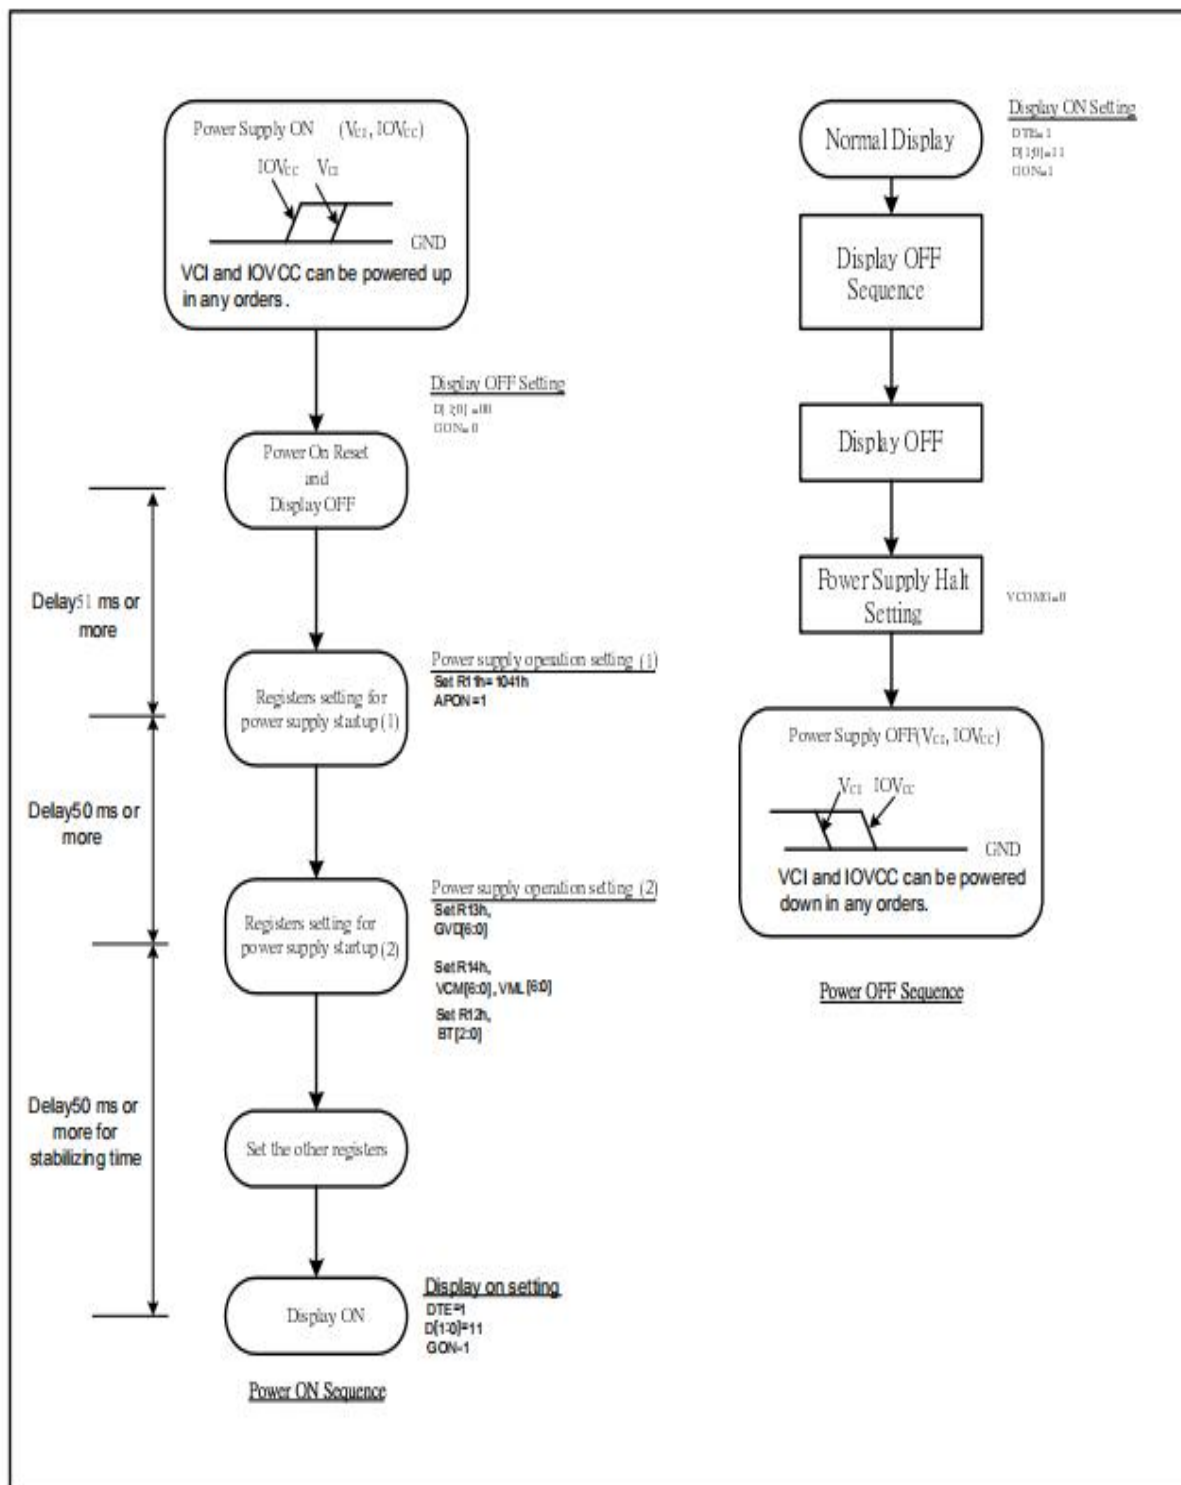 Power Supply ON (VCI, IOVCC)
IOVCC VCI
GND
VCI and IOVCC can be powered up
in any orders.
Display OFF Setting
D[1:0]=00
GON=0
Power On Reset
and
Display OFF
Delay51 ms or
more
Power supply operation setting (1)
Set R11h=1041h
APON=1
Registers setting for
power supply startup(1)
Delay50 ms or
more
Power supply operation setting (2)
Set R13h,
GVD[6:0]
Registers setting for
power supply startup(2)
Set R14h,
VCM[6:0], VML[6:0]
Set R12h,
BT[2:0]
Delay50 ms or
more for
stabilizing time
Set the other registers
Display on setting
DTE=1
D[1:0]=11
GON=1
Display ON
Power ON Sequence
Normal Display
Display ON Setting
DTE=1
D[1:0]=11
GON=1
Display OFF
Sequence
Display OFF
Power Supply Halt
Setting
VCOMG=0
Power Supply OFF(VCI, IOVCC)
VCI IOVCC
GND
VCI and IOVCC can be powered
down in any orders.
Power OFF Sequence